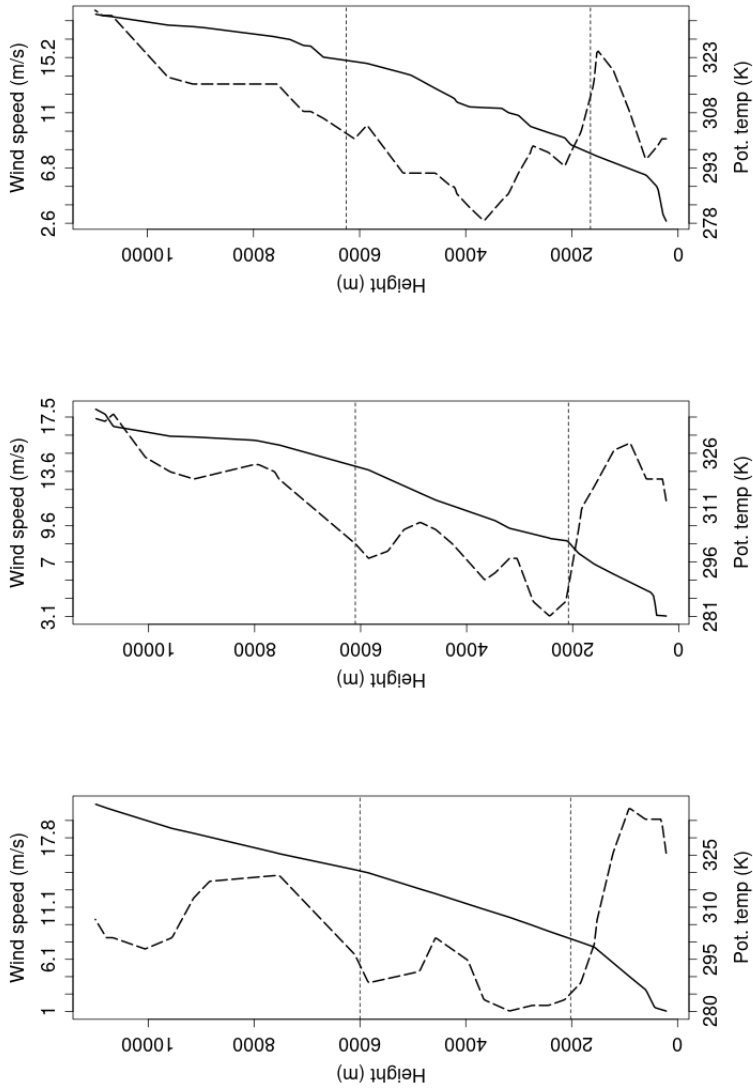 Wind speed (m/s)
2.6 6.8 11 15.2
0 2000 4000 6000 8000 10000
Height (m)
278 293 308 323
Pot. temp (K)
Wind speed (m/s)
3.1 7 9.6 13.6 17.5
0 2000 4000 6000 8000 10000
Height (m)
281 296 311 326
Pot. temp (K)
Wind speed (m/s)
1 6.1 11.1 17.8
0 2000 4000 6000 8000 10000
Height (m)
280 295 310 325
Pot. temp (K)